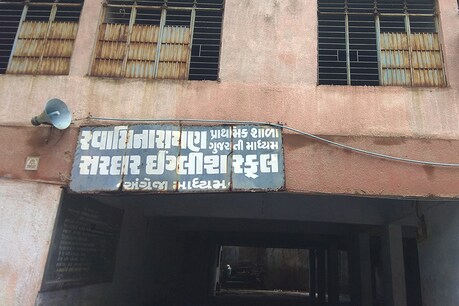 સ્વામિનારાયણ પ્રાથમિક શાળા
ગુજરાતી માધ્યમ
સરદાર ઈંગ્લીશ સ્કુલ
અંગ્રેજી માધ્યમ